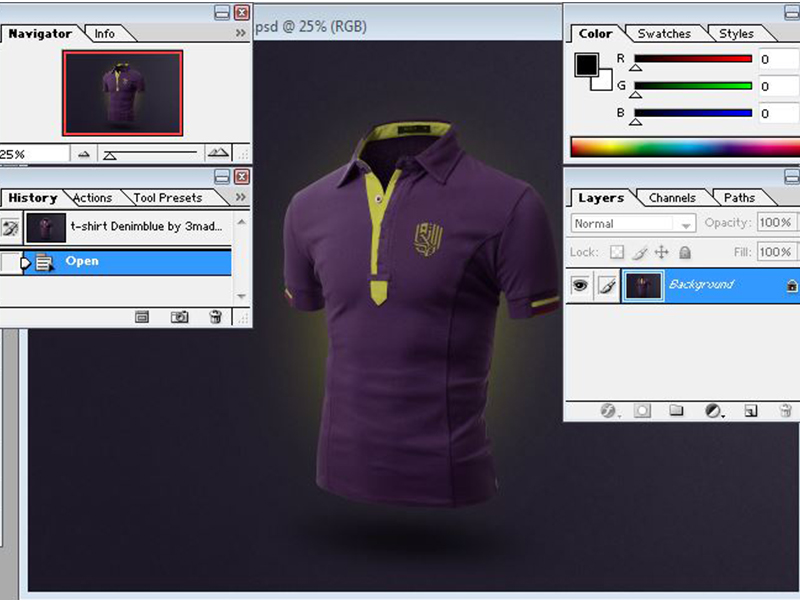 Navigator
Info
25%
.psd @ 25% (RGB)
Color
Swatches
Styles
R
0
G
0
B
0
History
Actions
Tool Presets
t-shirt Denimblue by 3mad...
Open
Layers
Channels
Paths
Normal
Opacity:
100%
Lock:
Fill:
100%
Background